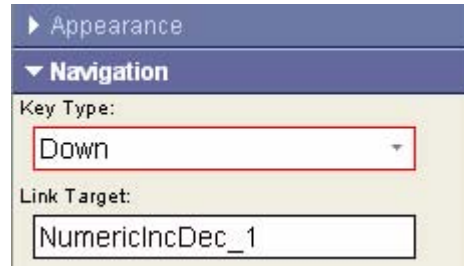 Appearance
Navigation
Key Type:
Down
Link Target:
NumericIncDec_1